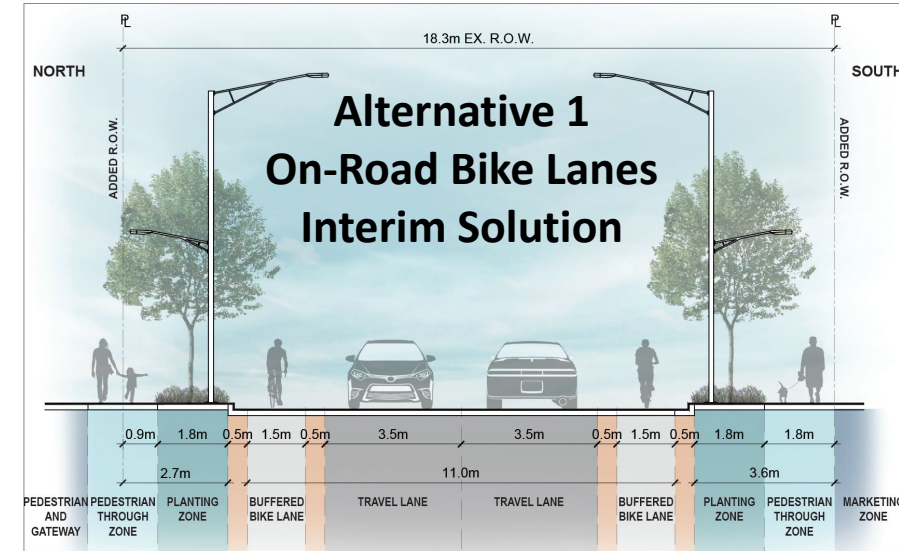 PL
PL
18.3m EX. R.O.W.
NORTH
SOUTH
ADDED R.O.W.
ADDED R.O.W.
Alternative 1
On-Road Bike Lanes
Interim Solution
0.9m 1.8m 0.5m 1.5m 0.5m 3.5m 3.5m 0.5m 1.5m 0.5m 1.8m 1.8m
2.7m 11.0m 3.6m
PEDESTRIAN
AND
GATEWAY
PEDESTRIAN
THROUGH
ZONE
PLANTING
ZONE
BUFFERED
BIKE LANE
TRAVEL LANE
TRAVEL LANE
BUFFERED
BIKE LANE
PLANTING
ZONE
PEDESTRIAN
THROUGH
ZONE
MARKETING
ZONE